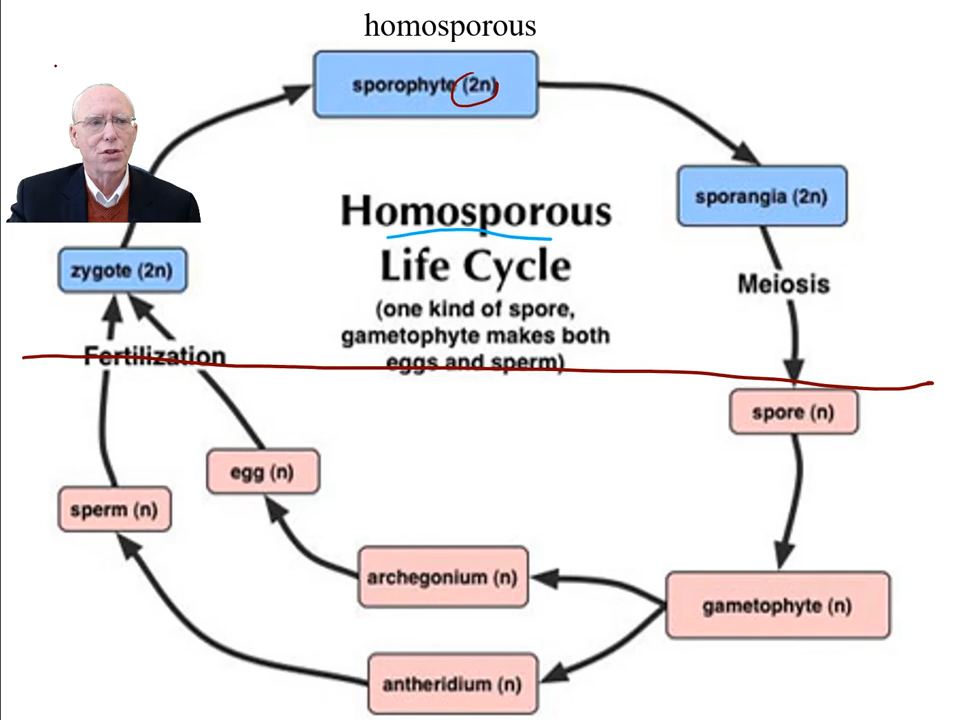 homosporous
sporophyte (2n)
sporangia (2n)
Homosporous
Life Cycle
(one kind of spore,
gametophyte makes both
eggs and sperm)
zygote (2n)
Meiosis
Fertilization
spore (n)
egg (n)
sperm (n)
archegonium (n)
gametophyte (n)
antheridium (n)